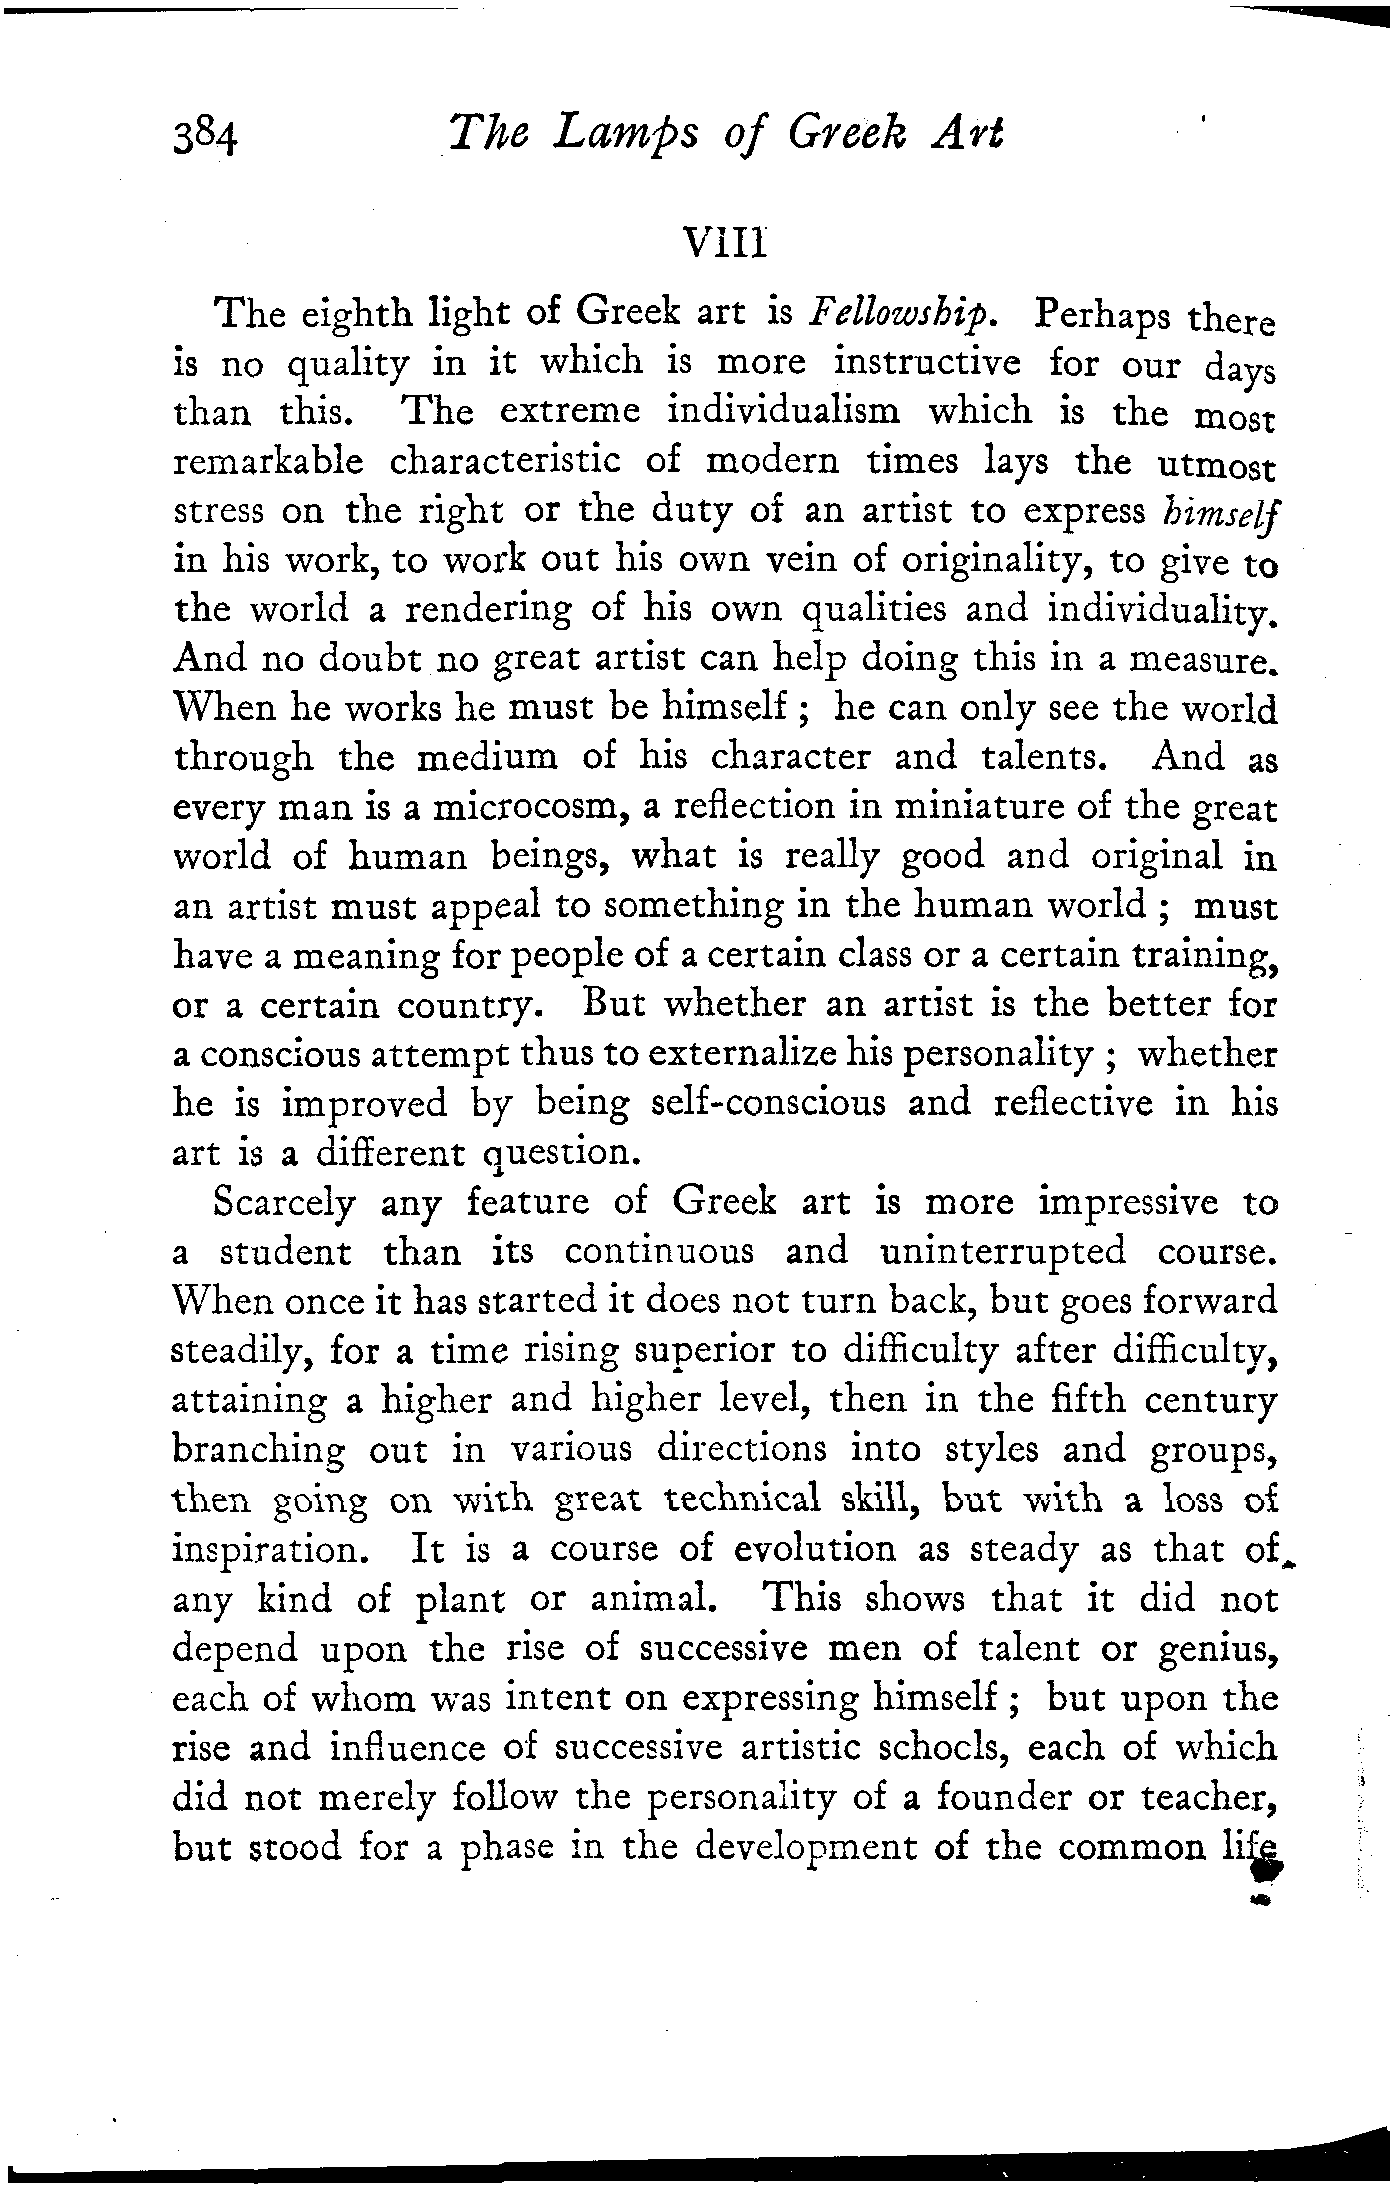 384 The Lamps of Greek Art
VIII
The eighth light of Greek art is Fellowship. Perhaps there
is no quality in it which is more instructive for our days
than this. The extreme individualism which is the most
remarkable characteristic of modern times lays the utmost
stress on the right or the duty of an artist to express himself
in his work, to work out his own vein of originality, to give to
the world a rendering of his own qualities and individuality.
And no doubt no great artist can help doing this in a measure.
When he works he must be himself ; he can only see the world
through the medium of his character and talents. And as
every man is a microcosm, a reflection in miniature of the great
world of human beings, what is really good and original in
an artist must appeal to something in the human world ; must
have a meaning for people of a certain class or a certain training,
or a certain country. But whether an artist is the better for
a conscious attempt thus to externalize his personality ; whether
he is improved by being self-conscious and reflective in his
art is a different question.
Scarcely any feature of Greek art is more impressive to
a student than its continuous and uninterrupted course.
When once it has started it does not turn back, but goes forward
steadily, for a time rising superior to difficulty after difficulty,
attaining a higher and higher level, then in the fifth century
branching out in various directions into styles and groups,
then going on with great technical skill, but with a loss of
inspiration. It is a course of evolution as steady as that of
any kind of plant or animal. This shows that it did not
depend upon the rise of successive men of talent or genius,
each of whom was intent on expressing himself ; but upon the
rise and influence of successive artistic schools, each of which
did not merely follow the personality of a founder or teacher,
but stood for a phase in the development of the common life